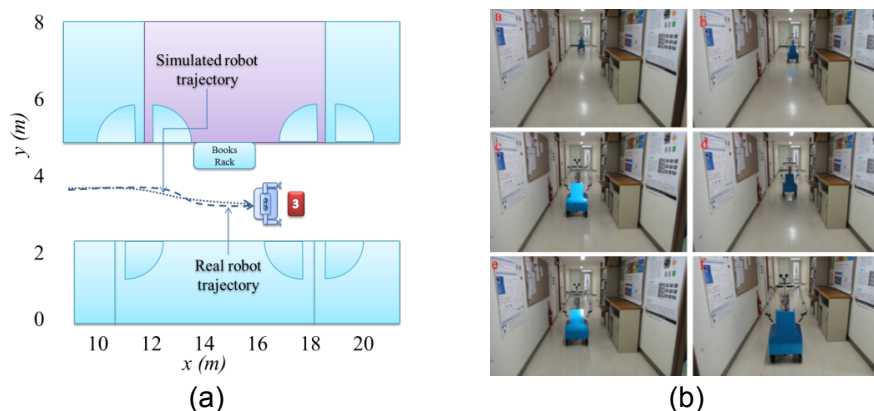 8
6
4
2
0
y (m)
Simulated robot
trajectory
Books
Rack
3
Real robot
trajectory
10 12 14 16 18 20
x (m)
(a)
a
b
c
d
e
f
(b)